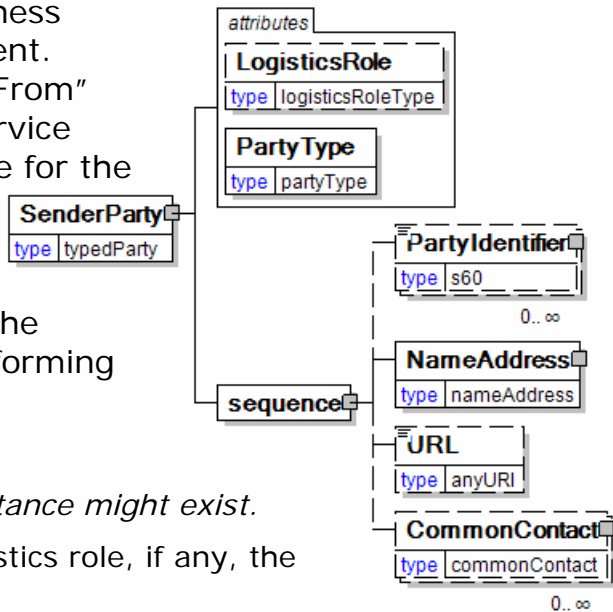 ness
ent.
From"
rvice
e for the
he
forming
tance might exist.
stics role, if any, the
attributes
LogisticsRole
type logisticsRoleType
PartyType
type partyType
SenderParty
type typedParty
sequence
PartyIdentifier
type s60
0.. ∞
NameAddress
type nameAddress
URL
type anyURI
CommonContact
type commonContact
0.. ∞